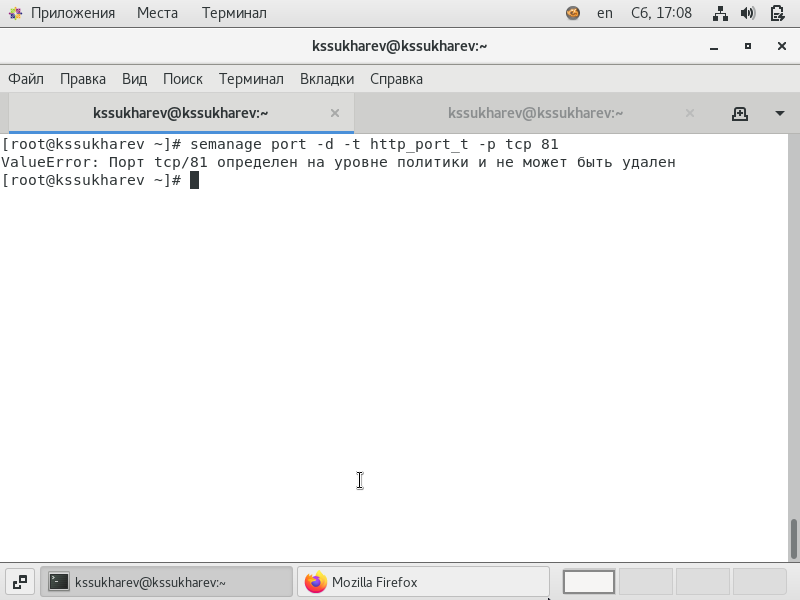 Приложения Места Терминал en Сб, 17:08
kssukharev@kssukharev:~
Файл Правка Вид Поиск Терминал Вкладки Справка
kssukharev@kssukharev:~ kssukharev@kssukharev:~
[root@kssukharev ~]# semanage port -d -t http_port_t -p tcp 81
ValueError: Порт tcp/81 определен на уровне политики и не может быть удален
[root@kssukharev ~]#
kssukharev@kssukharev:~ Mozilla Firefox